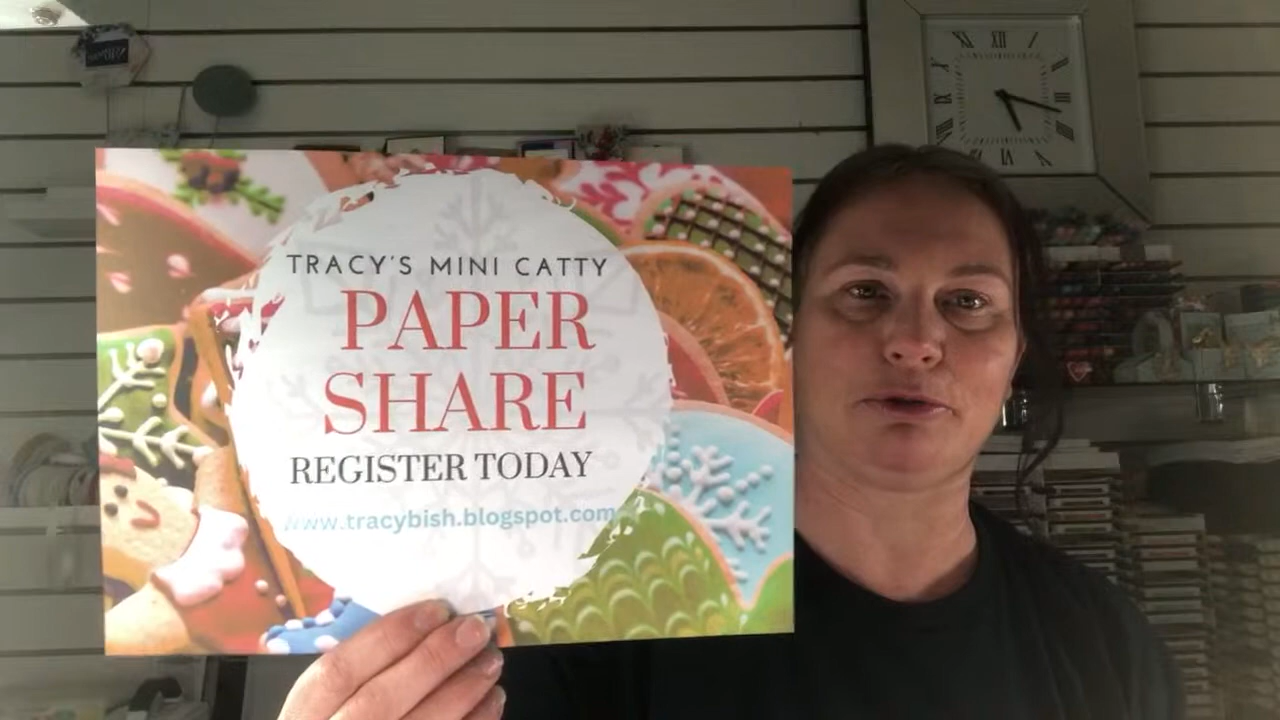 TRACY'S MINI CATTY
PAPER
SHARE
REGISTER TODAY
www.tracybish.blogspot.com